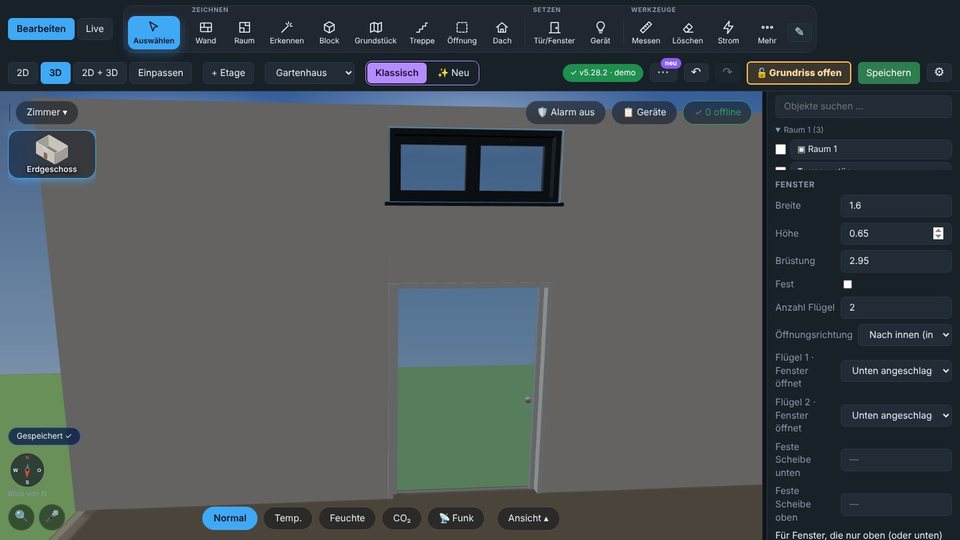 Bearbeiten
Live
ZEICHNEN
Auswählen
Wand
Raum
Erkennen
Block
Grundstück
Treppe
Öffnung
Dach
SETZEN
Tür/Fenster
Gerät
WERKZEUGE
Messen
Löschen
Strom
Mehr
2D
3D
2D + 3D
Einpassen
+ Etage
Gartenhaus
Klassisch
✨ Neu
✓ v5.28.2 · demo
neu
Grundriss offen
Speichern
Zimmer ▾
Alarm aus
Geräte
✓ 0 offline
Erdgeschoss
Objekte suchen ...
▾ Raum 1 (3)
Raum 1
FENSTER
Breite 1.6
Höhe 0.65
Brüstung 2.95
Fest
Anzahl Flügel 2
Öffnungsrichtung Nach innen (in
Flügel 1 ·
Fenster
öffnet
Unten angeschlag
Flügel 2 ·
Fenster
öffnet
Unten angeschlag
Feste
Scheibe
unten
—
Feste
Scheibe
oben
—
Für Fenster, die nur oben (oder unten)
Gespeichert ✓
N
W O
S
Blick von N
Normal
Temp.
Feuchte
CO₂
Funk
Ansicht ▴